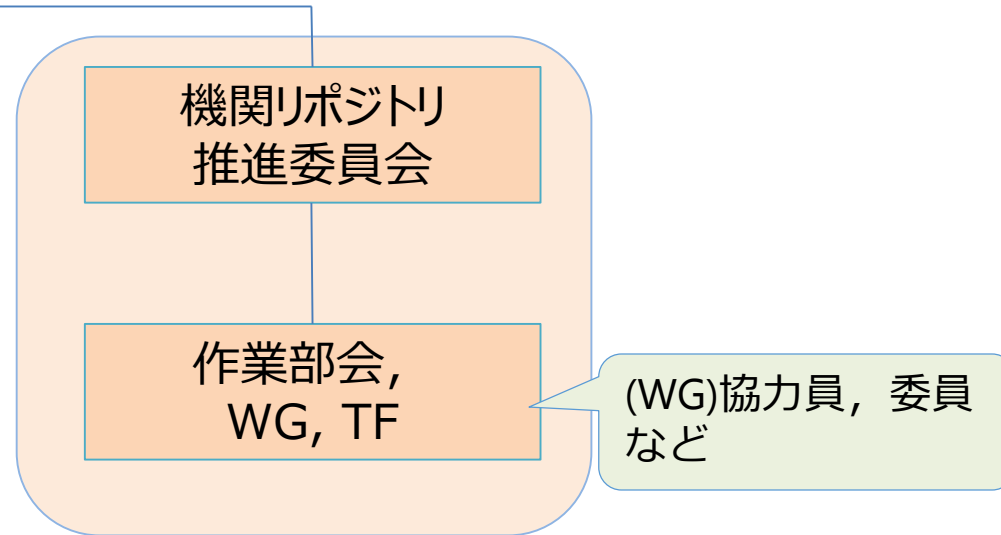 機関リポジトリ
推進委員会
作業部会,
WG, TF
(WG)協力員，委員
など